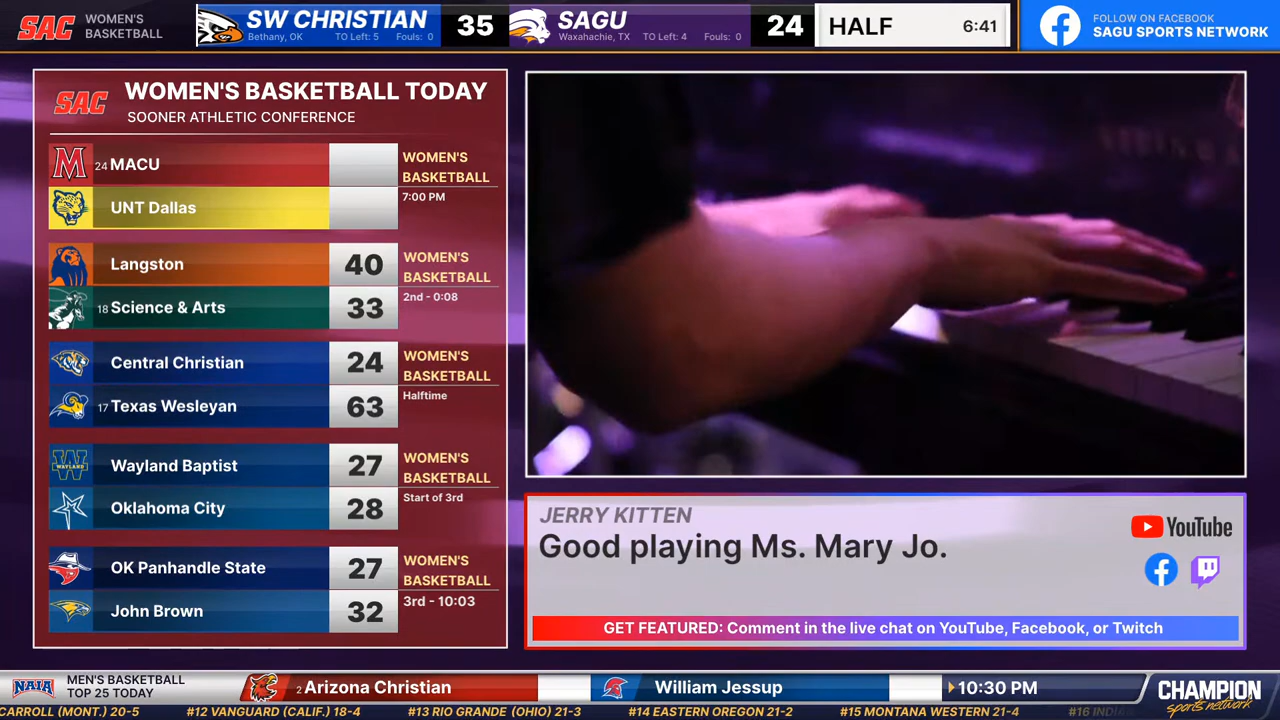 SAC WOMEN'S BASKETBALL
SW CHRISTIAN 35
Bethany, OK TO Left: 5 Fouls: 0
SAGU 24
Waxahachie, TX TO Left: 4 Fouls: 0
HALF 6:41
FOLLOW ON FACEBOOK
SAGU SPORTS NETWORK
SAC WOMEN'S BASKETBALL TODAY
SOONER ATHLETIC CONFERENCE
M 24 MACU
UNT Dallas
WOMEN'S
BASKETBALL
7:00 PM
Langston 40
18 Science & Arts 33
WOMEN'S
BASKETBALL
2nd - 0:08
Central Christian 24
17 Texas Wesleyan 63
WOMEN'S
BASKETBALL
Halftime
WAYLAND Wayland Baptist 27
Oklahoma City 28
WOMEN'S
BASKETBALL
Start of 3rd
OK Panhandle State 27
John Brown 32
WOMEN'S
BASKETBALL
3rd - 10:03
JERRY KITTEN
Good playing Ms. Mary Jo.
YouTube
GET FEATURED: Comment in the live chat on YouTube, Facebook, or Twitch
NAIA MEN'S BASKETBALL
TOP 25 TODAY
2 Arizona Christian
William Jessup
10:30 PM
CHAMPION
sports network
CARROLL (MONT.) 20-5 #12 VANGUARD (CALIF.) 18-4 #13 RIO GRANDE (OHIO) 21-3 #14 EASTERN OREGON 21-2 #15 MONTANA WESTERN 21-4 #16 INDIAN